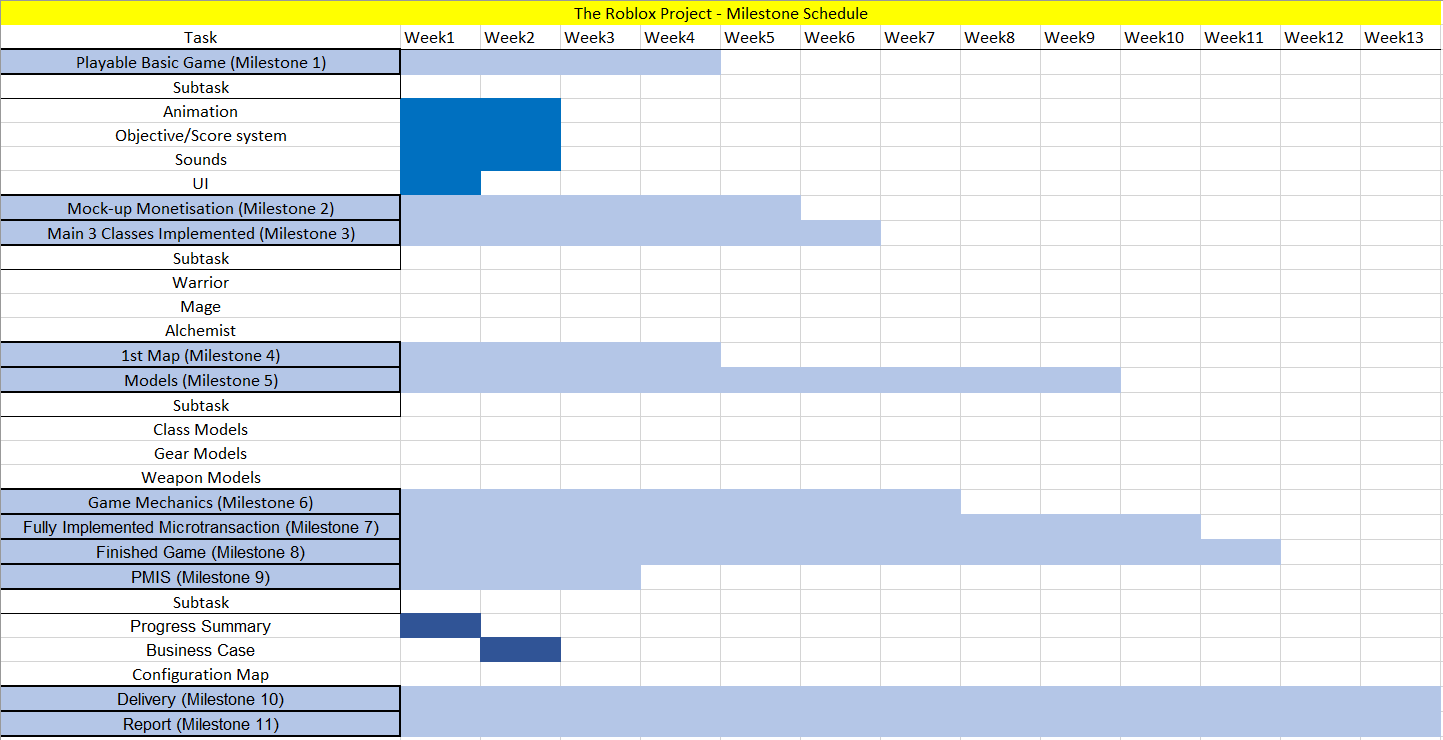 The Roblox Project - Milestone Schedule
Task Week1 Week2 Week3 Week4 Week5 Week6 Week7 Week8 Week9 Week10 Week11 Week12 Week13
Playable Basic Game (Milestone 1)
Subtask
Animation
Objective/Score system
Sounds
UI
Mock-up Monetisation (Milestone 2)
Main 3 Classes Implemented (Milestone 3)
Subtask
Warrior
Mage
Alchemist
1st Map (Milestone 4)
Models (Milestone 5)
Subtask
Class Models
Gear Models
Weapon Models
Game Mechanics (Milestone 6)
Fully Implemented Microtransaction (Milestone 7)
Finished Game (Milestone 8)
PMIS (Milestone 9)
Subtask
Progress Summary
Business Case
Configuration Map
Delivery (Milestone 10)
Report (Milestone 11)